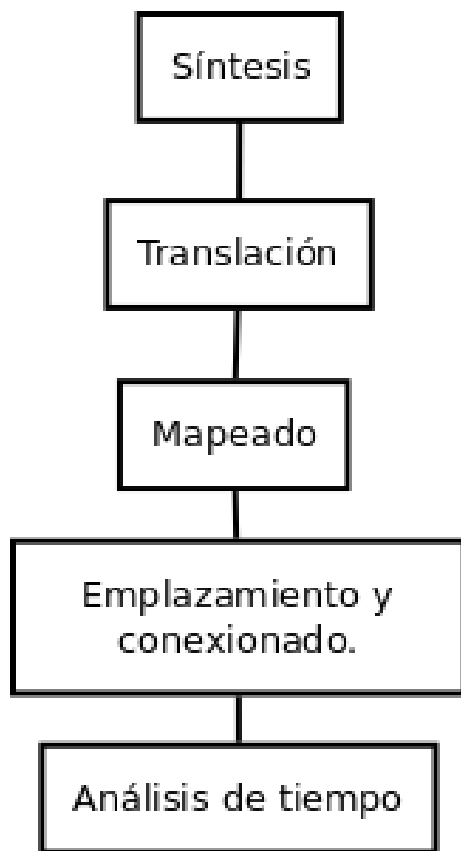 Síntesis
Translación
Mapeado
Emplazamiento y
conexionado.
Análisis de tiempo